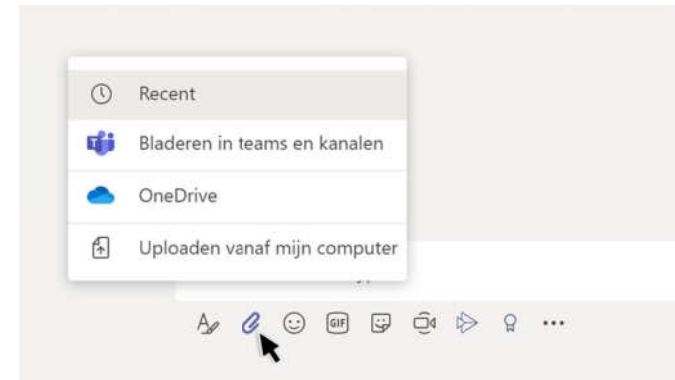 Recent
Bladeren in teams en kanalen
OneDrive
Uploaden vanaf mijn computer
GIF